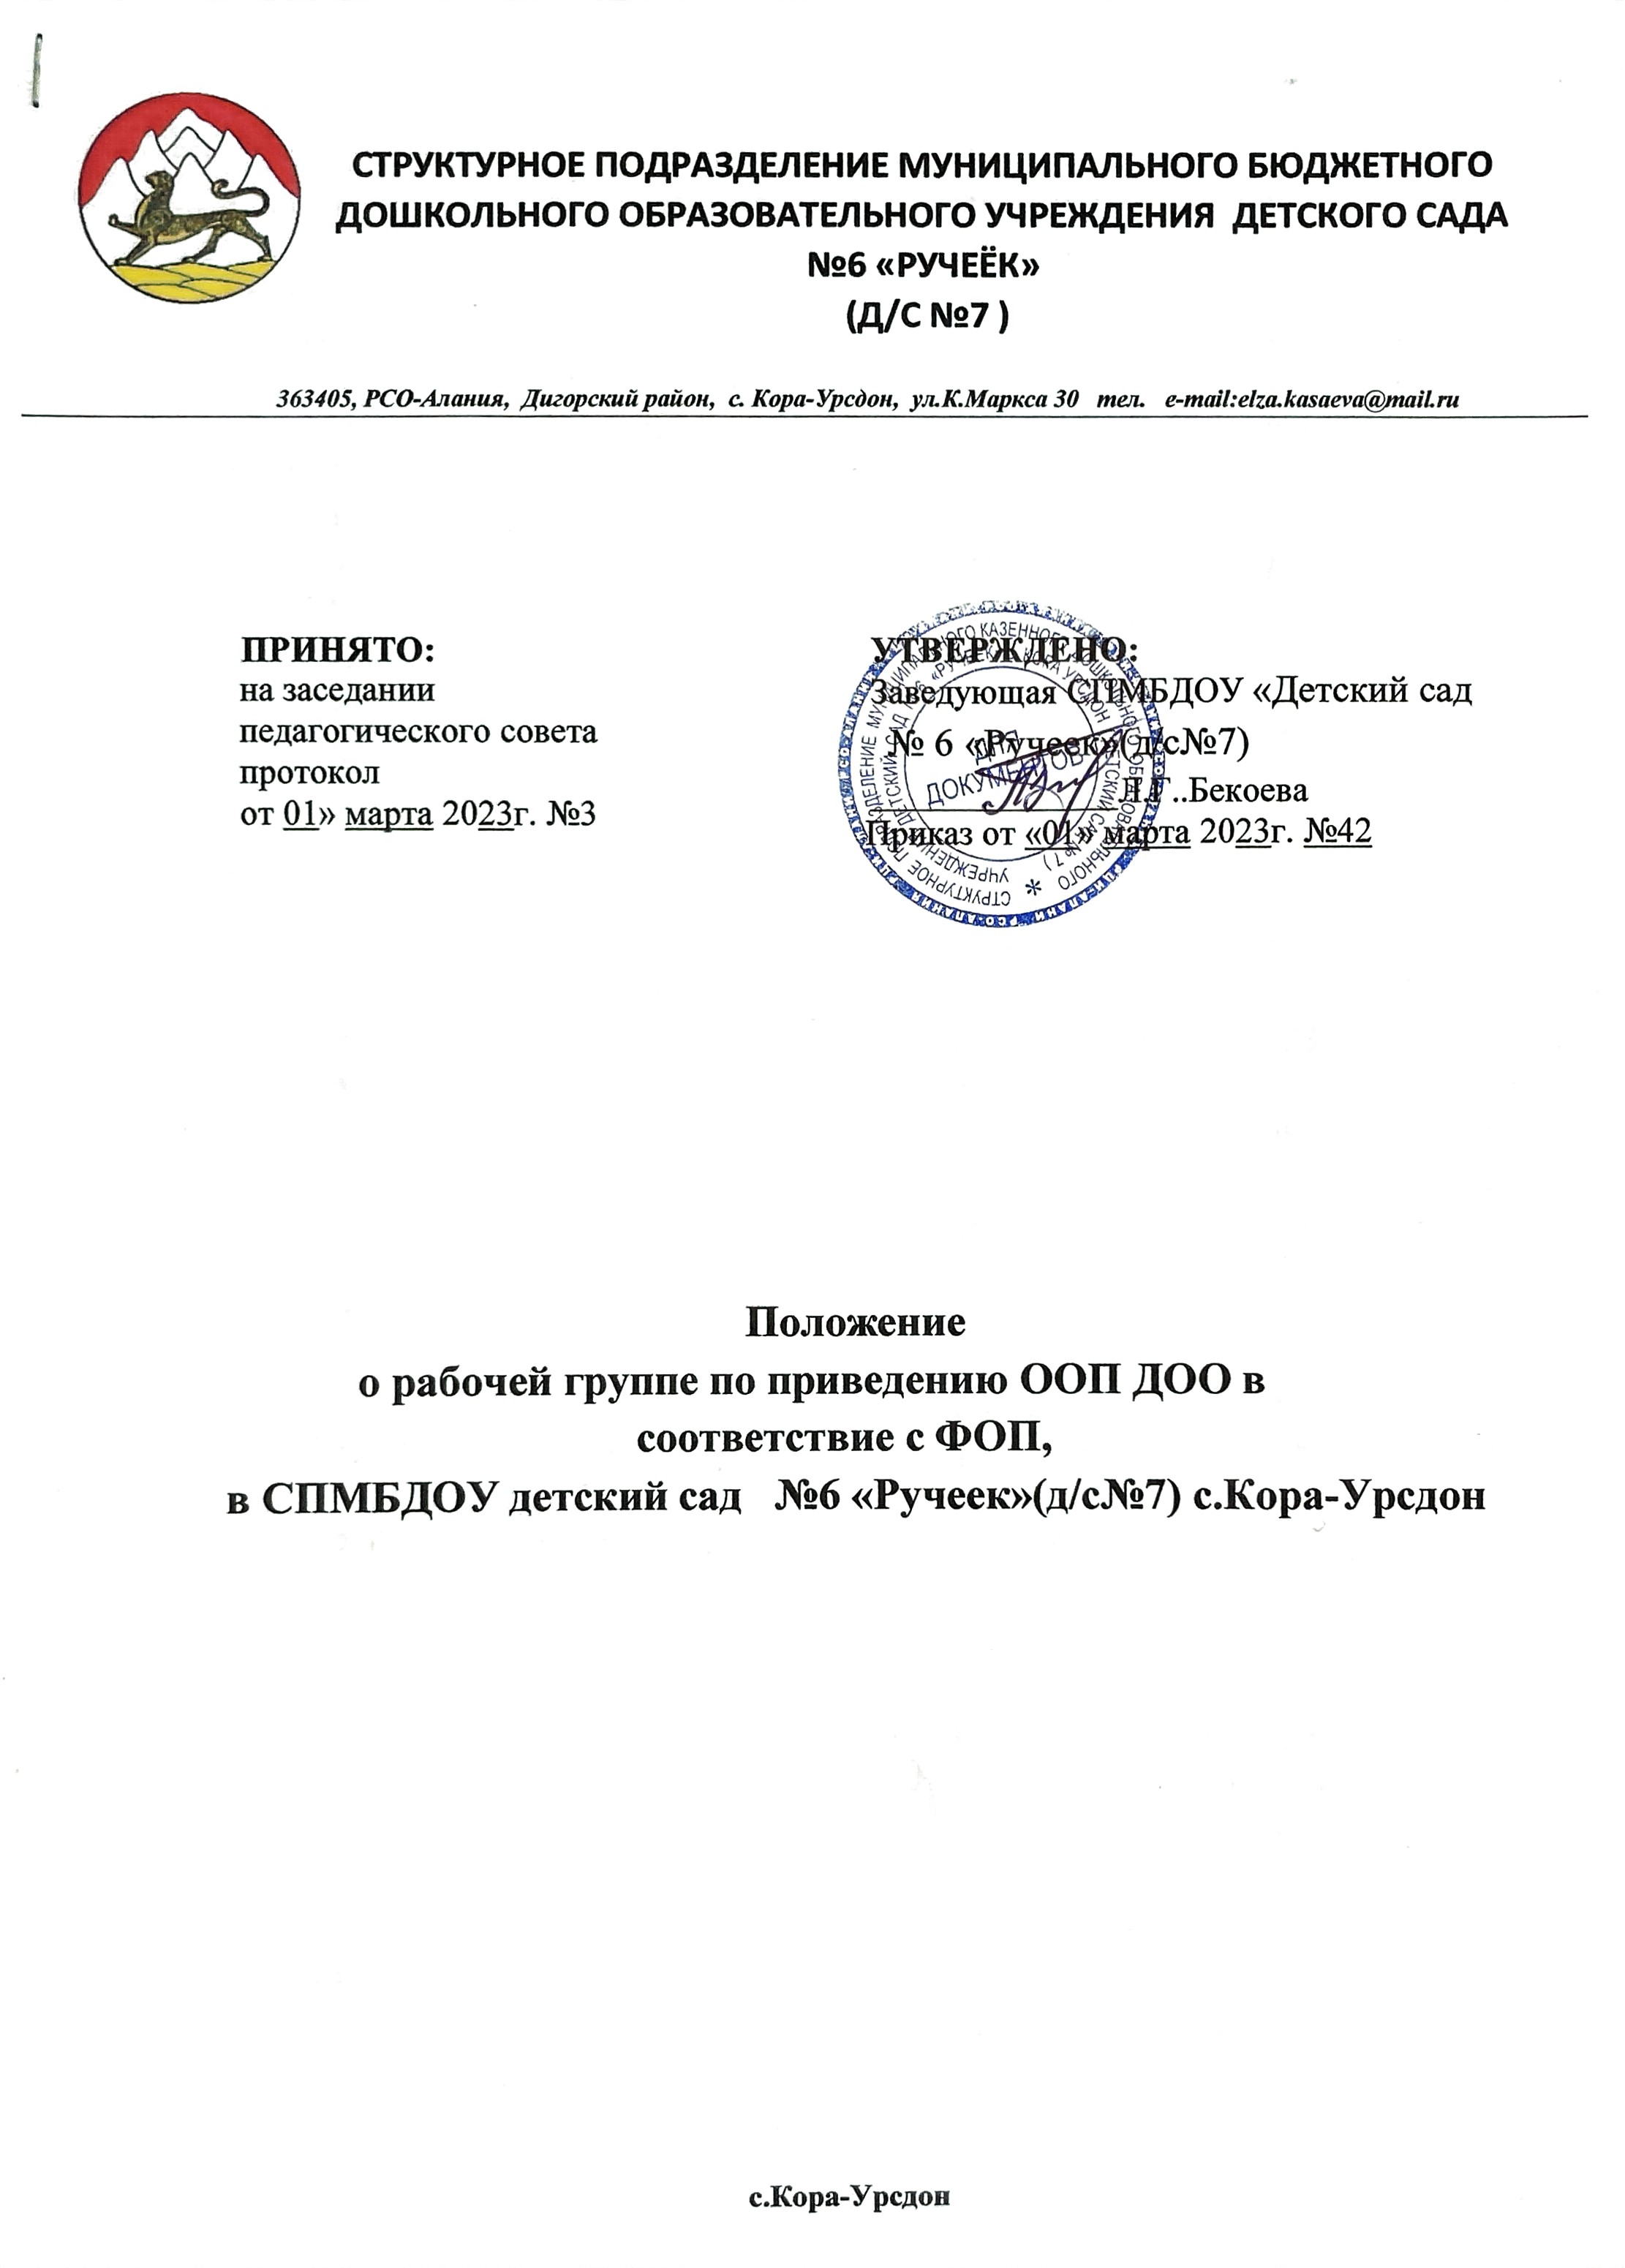 СТРУКТУРНОЕ ПОДРАЗДЕЛЕНИЕ МУНИЦИПАЛЬНОГО БЮДЖЕТНОГО
ДОШКОЛЬНОГО ОБРАЗОВАТЕЛЬНОГО УЧРЕЖДЕНИЯ ДЕТСКОГО САДА
№6 «РУЧЕЁК»
(Д/С №7 )
363405, РСО-Алания, Дигорский район, с. Кора-Урсдон, ул.К.Маркса 30 тел. e-mail:elza.kasaeva@mail.ru
ПРИНЯТО:
на заседании
педагогического совета
протокол
от 01» марта 2023г. №3
УТВЕРЖДЕНО:
Заведующая СПМБДОУ «Детский сад
№ 6 «Ручеек»(д/с№7)
Л.Г ..Бекоева
Приказ от «01» марта 2023г. №42
ДЛЯ
ДОКУМЕНТОВ
Положение
о рабочей группе по приведению ООП ДОО в
соответствие с ФОП,
в СПМБДОУ детский сад №6 «Ручеек»(д/с№7) с.Кора-Урсдон
с.Кора-Урсдон